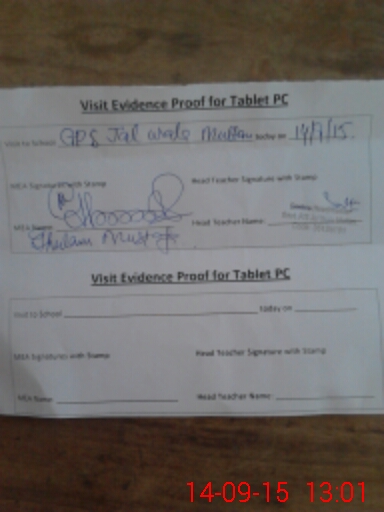 Visit Evidence Proof for Tablet PC
Visit to School GPS Jal wala Multan today on 14/9/15.
MEA Signatures with Stamp Head Teacher Signature with Stamp
MEA Name: Ghulam Mustafa Head Teacher Name:
Visit Evidence Proof for Tablet PC
Visit to School today on
MEA Signatures with Stamp Head Teacher Signature with Stamp
MEA Name: Head Teacher Name:
14-09-15 13:01